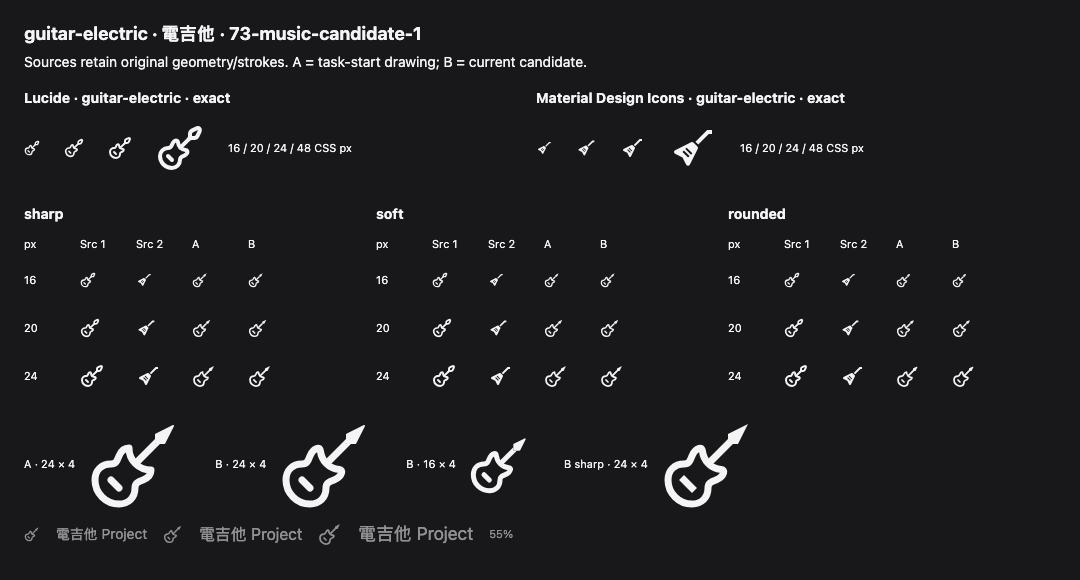 guitar-electric · 電吉他 · 73-music-candidate-1
Sources retain original geometry/strokes. A = task-start drawing; B = current candidate.
Lucide · guitar-electric · exact
Material Design Icons · guitar-electric · exact
16 / 20 / 24 / 48 CSS px
16 / 20 / 24 / 48 CSS px
sharp
soft
rounded
px Src 1 Src 2 A B
px Src 1 Src 2 A B
px Src 1 Src 2 A B
16
16
16
20
20
20
24
24
24
A · 24 × 4
B · 24 × 4
B · 16 × 4
B sharp · 24 × 4
電吉他 Project
電吉他 Project
電吉他 Project
55%